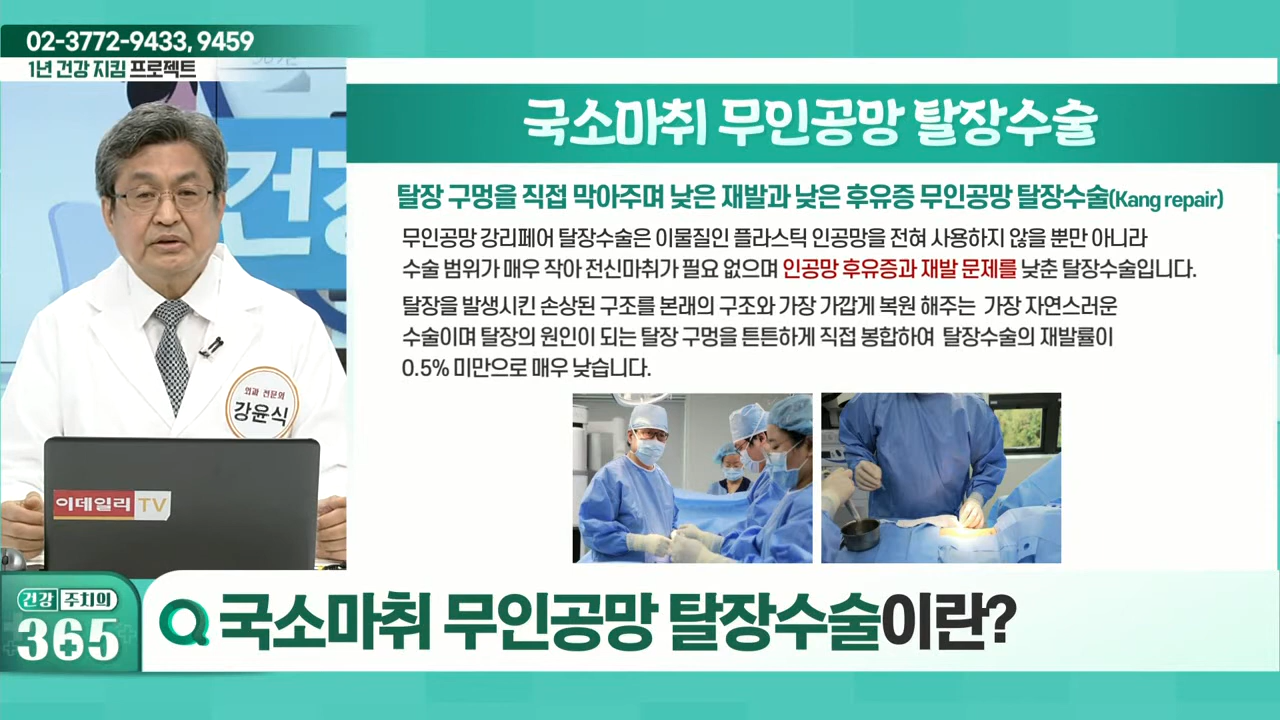 02-3772-9433, 9459
1년 건강 지킴 프로젝트
국소마취 무인공망 탈장수술
탈장 구멍을 직접 막아주며 낮은 재발과 낮은 후유증 무인공망 탈장수술(Kang repair)
무인공망 강리페어 탈장수술은 이물질인 플라스틱 인공망을 전혀 사용하지 않을 뿐만 아니라
수술 범위가 매우 작아 전신마취가 필요 없으며 인공망 후유증과 재발 문제를 낮춘 탈장수술입니다.
탈장을 발생시킨 손상된 구조를 본래의 구조와 가장 가깝게 복원 해주는 가장 자연스러운
수술이며 탈장의 원인이 되는 탈장 구멍을 튼튼하게 직접 봉합하여 탈장수술의 재발률이
0.5% 미만으로 매우 낮습니다.
외과 전문의
강윤식
이데일리 TV
건강 주치의
365
Q 국소마취 무인공망 탈장수술이란?